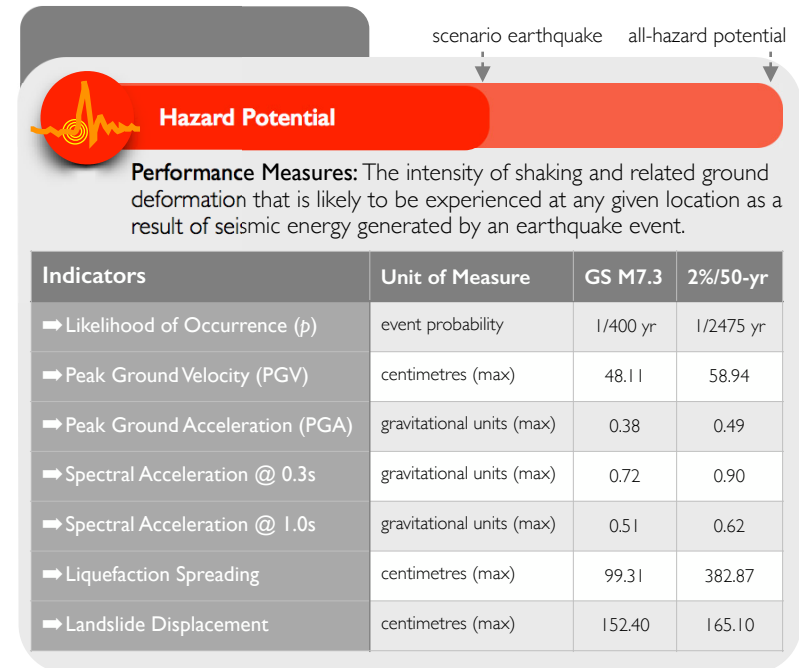 scenario earthquake all-hazard potential
Hazard Potential
Performance Measures: The intensity of shaking and related ground
deformation that is likely to be experienced at any given location as a
result of seismic energy generated by an earthquake event.
Indicators Unit of Measure GS M7.3 2%/50-yr
➡Likelihood of Occurrence (p) event probability 1/400 yr 1/2475 yr
➡Peak Ground Velocity (PGV) centimetres (max) 48.11 58.94
➡Peak Ground Acceleration (PGA) gravitational units (max) 0.38 0.49
➡Spectral Acceleration @ 0.3s gravitational units (max) 0.72 0.90
➡Spectral Acceleration @ 1.0s gravitational units (max) 0.51 0.62
➡Liquefaction Spreading centimetres (max) 99.31 382.87
➡Landslide Displacement centimetres (max) 152.40 165.10